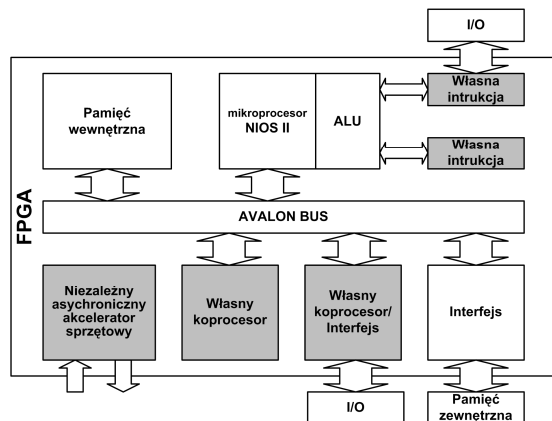 I/O
FPGA
Pamięć
wewnętrzna
mikroprocesor
NIOS II
ALU
Własna
intrukcja
Własna
intrukcja
AVALON BUS
Niezależny
asychroniczny
akcelerator
sprzętowy
Własny
koprocesor
Własny
koprocesor/
Interfejs
Interfejs
I/O
Pamięć
zewnętrzna